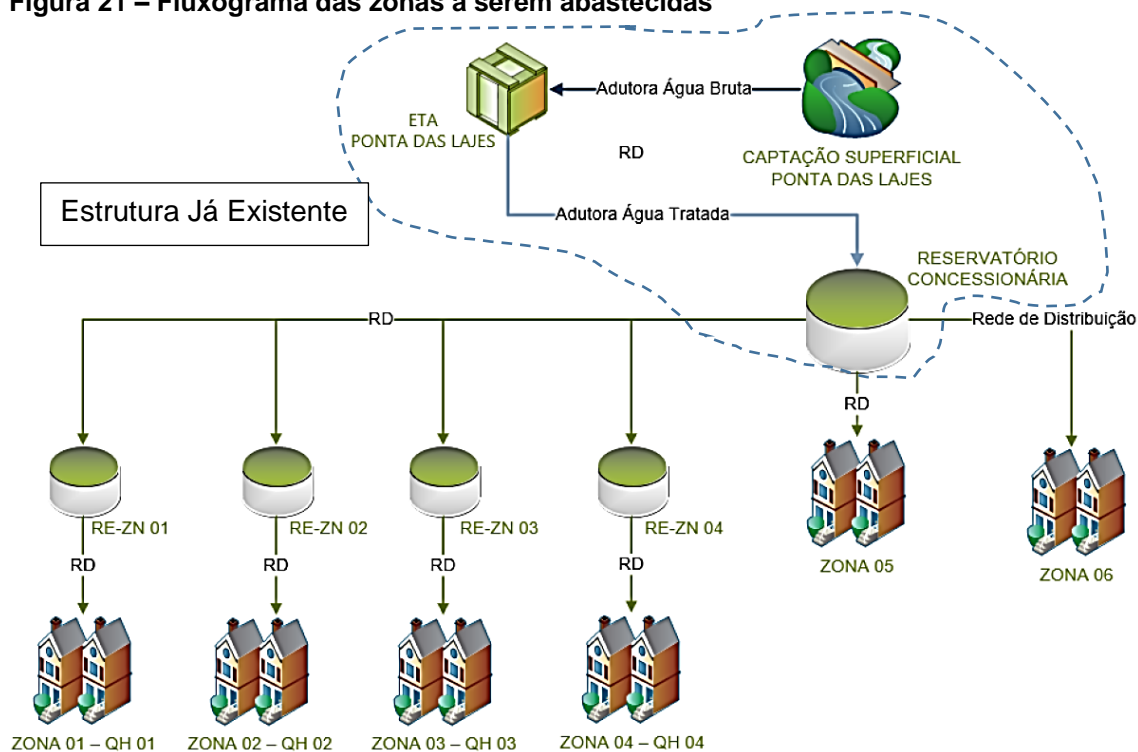 Figura 21 – Fluxograma das zonas a serem abastecidas
Adutora Água Bruta
ETA
PONTA DAS LAJES
RD
CAPTAÇÃO SUPERFICIAL
PONTA DAS LAJES
Estrutura Já Existente
Adutora Água Tratada
RESERVATÓRIO
CONCESSIONÁRIA
RD
Rede de Distribuição
RD
RE-ZN 01
RE-ZN 02
RE-ZN 03
RE-ZN 04
RD
RD
RD
RD
ZONA 05
ZONA 06
ZONA 01 – QH 01
ZONA 02 – QH 02
ZONA 03 – QH 03
ZONA 04 – QH 04